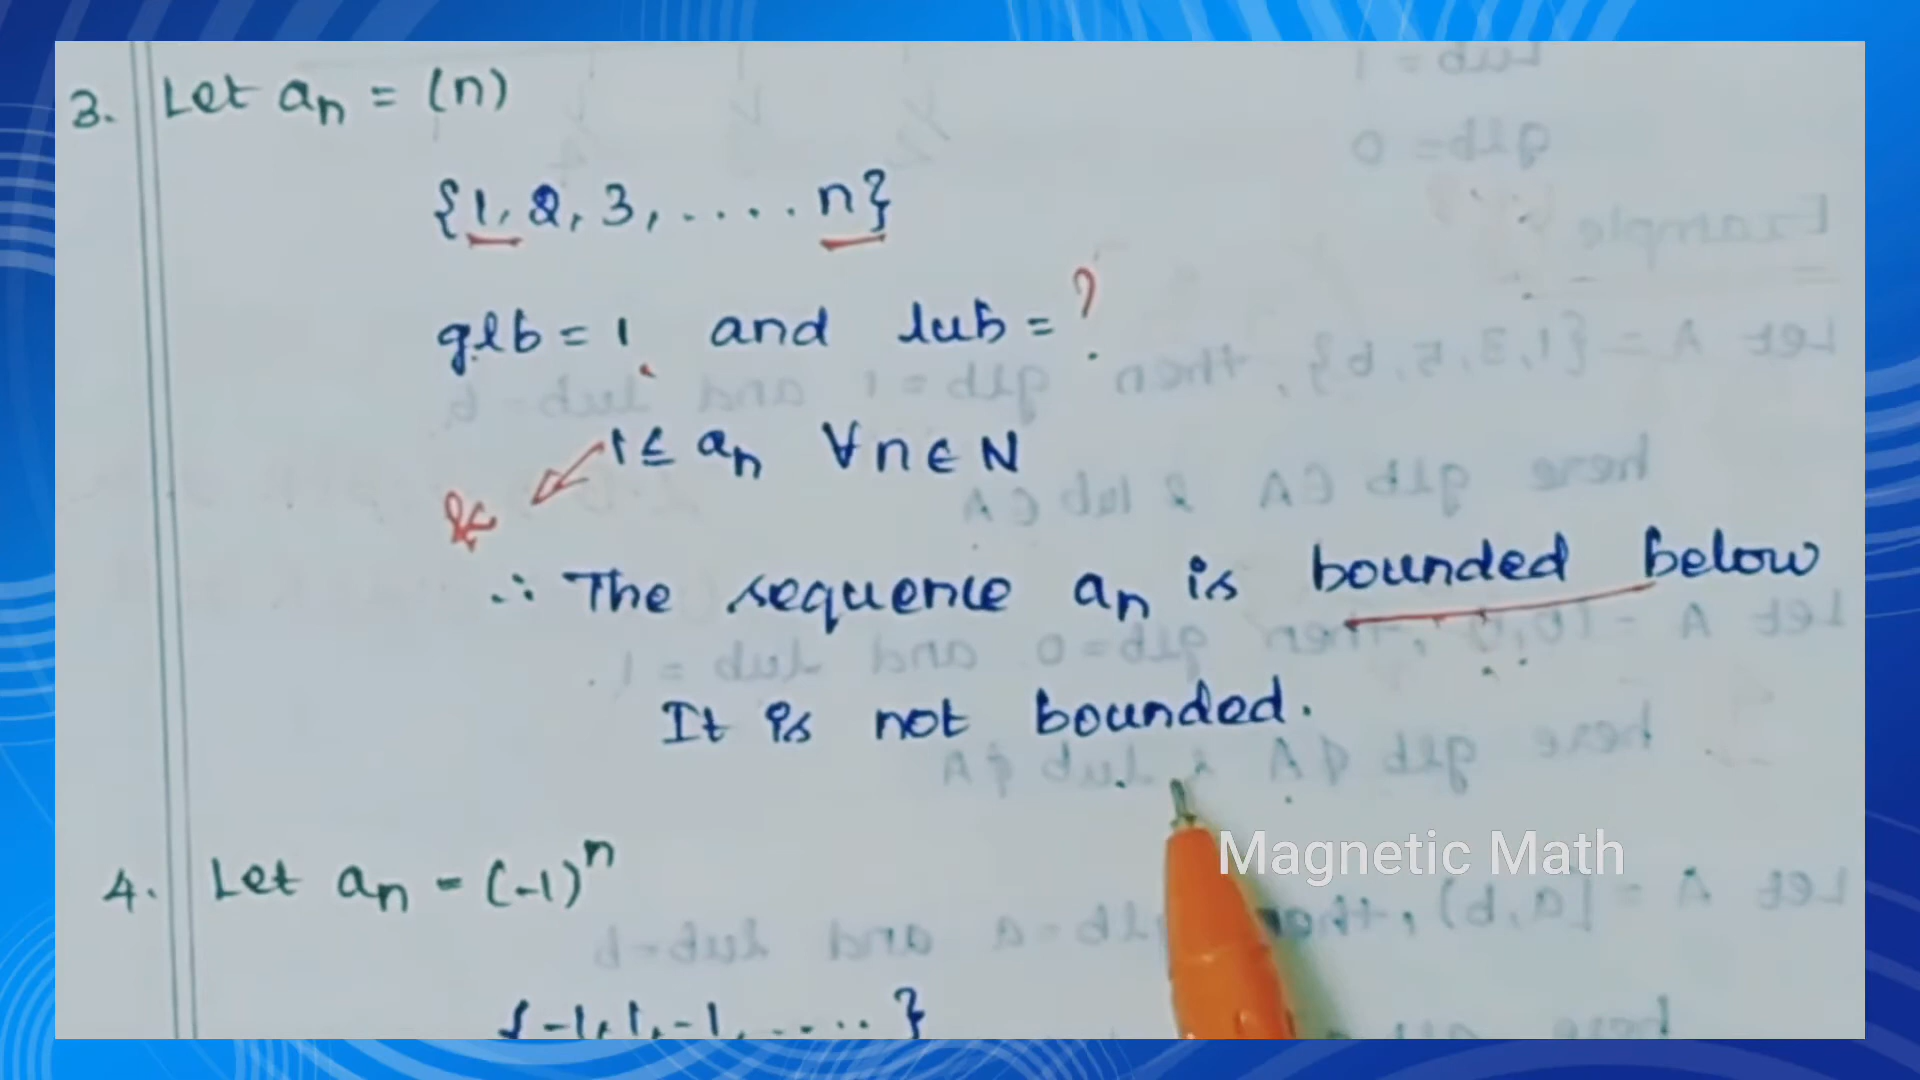 3. Let aₙ = (n)
{1, 2, 3, .... n}
glb = 1 and lub = ?
1 ≤ aₙ ∀ n ∈ N
∴ The sequence aₙ is bounded below
It is not bounded.
Magnetic Math
4. Let aₙ = (-1)ⁿ
{-1, 1, -1, ..... }